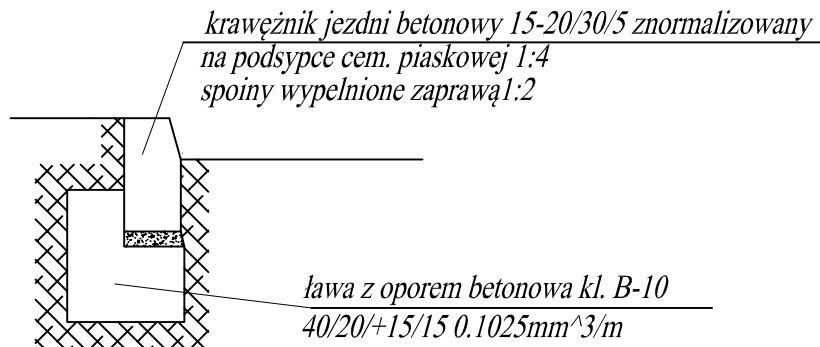 krawężnik jezdni betonowy 15-20/30/5 znormalizowany
na podsypce cem. piaskowej 1:4
spoiny wypelnione zaprawą1:2
ława z oporem betonowa kl. B-10
40/20/+15/15 0.1025mm^3/m